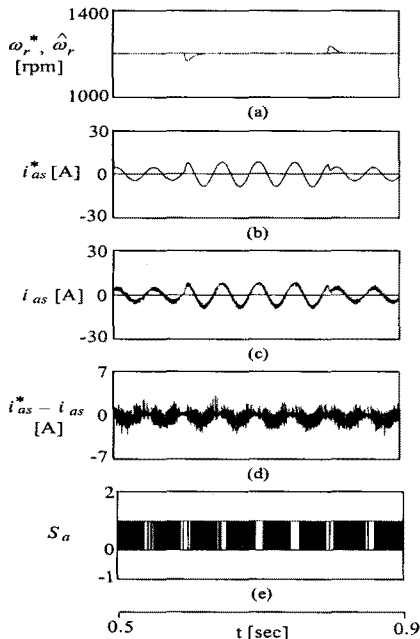 1400
ω_r*, ω̂_r
[rpm]
1000
(a)
30
i*_as [A]
0
-30
(b)
30
i_as [A]
0
-30
(c)
7
i*_as − i_as
0
[A]
-7
(d)
2
S_a
0
-1
(e)
0.5
0.9
t [sec]